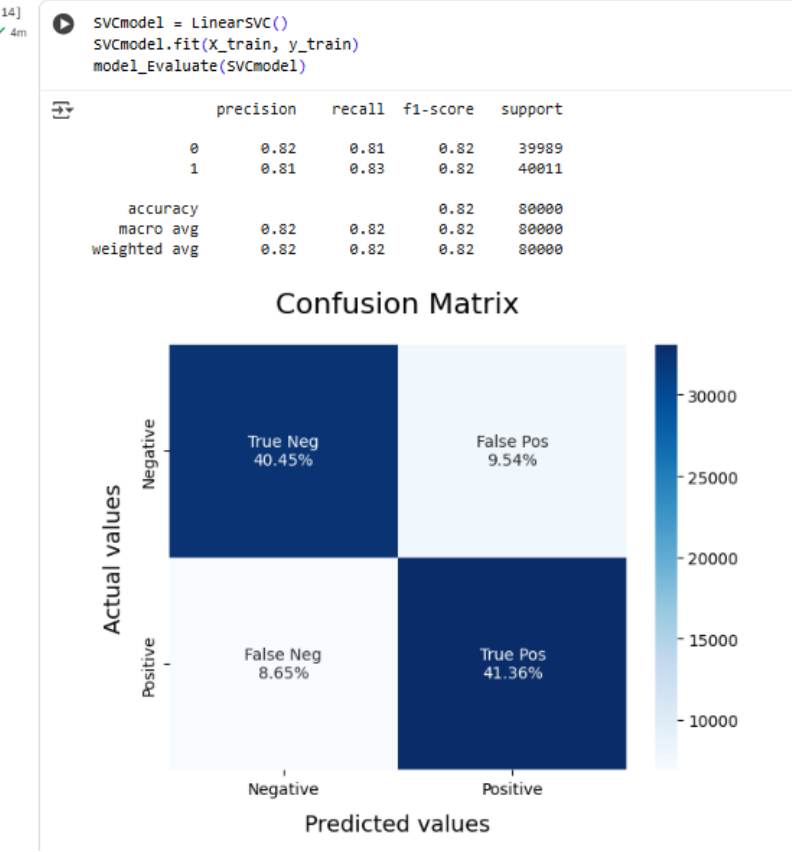 14]
4m
SVCmodel = LinearSVC()
SVCmodel.fit(X_train, y_train)
model_Evaluate(SVCmodel)
precision recall f1-score support
0 0.82 0.81 0.82 39989
1 0.81 0.83 0.82 40011
accuracy 0.82 80000
macro avg 0.82 0.82 0.82 80000
weighted avg 0.82 0.82 0.82 80000
Confusion Matrix
Actual values
Negative
Positive
True Neg
40.45%
False Pos
9.54%
False Neg
8.65%
True Pos
41.36%
Negative Positive
Predicted values
30000
25000
20000
15000
10000